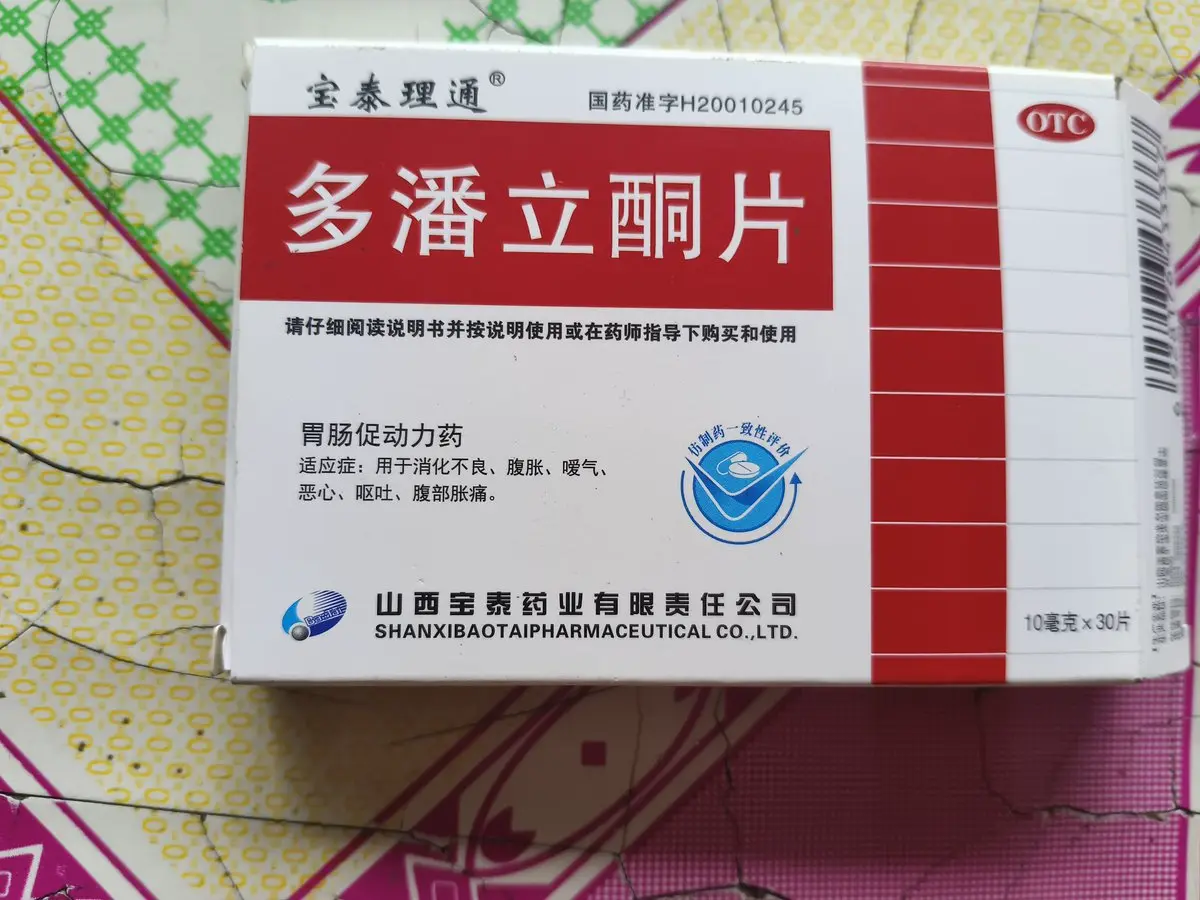 宝泰理通®
国药准字H20010245
OTC
多潘立酮片
请仔细阅读说明书并按说明使用或在药师指导下购买和使用
胃肠促动力药
适应症：用于消化不良、腹胀、嗳气、
恶心、呕吐、腹部胀痛。
仿制药一致性评价
山西宝泰药业有限责任公司
SHANXIBAOTAIPHARMACEUTICAL CO.,LTD.
10毫克×30片